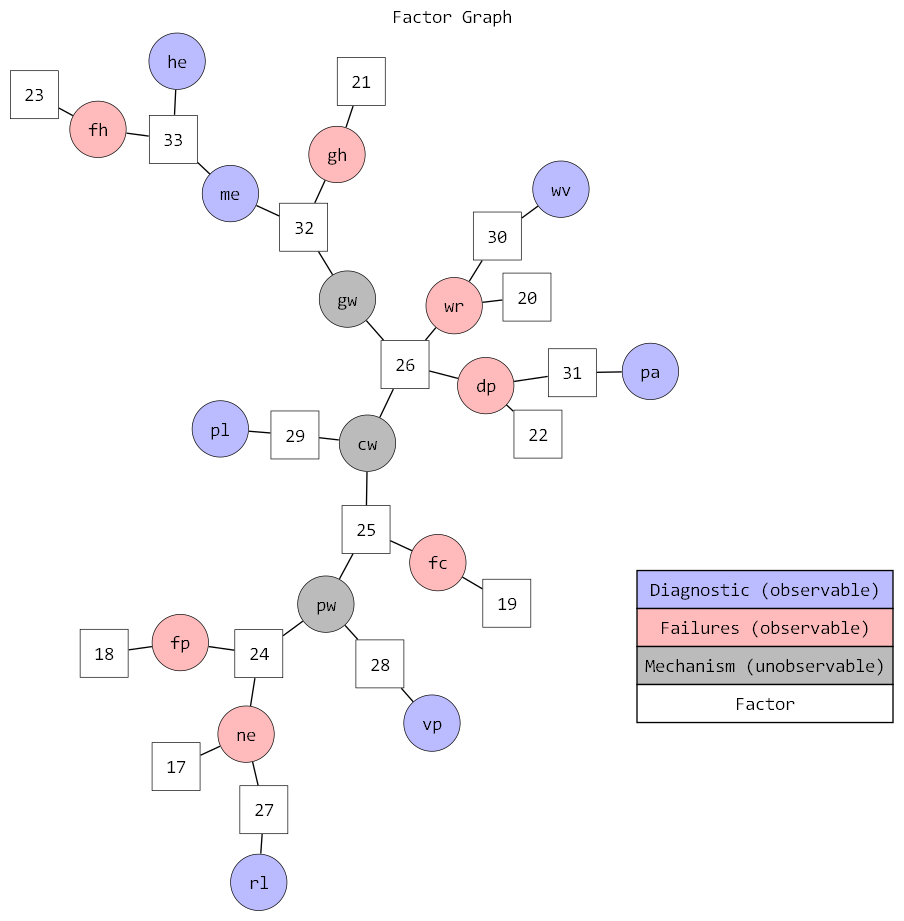 Factor Graph
he
21
23
fh
33
gh
me
wv
32
30
gw
wr
20
26
31
pa
dp
pl
29
cw
22
25
fc
pw
19
18
fp
24
28
vp
ne
17
27
rl
Diagnostic (observable)
Failures (observable)
Mechanism (unobservable)
Factor